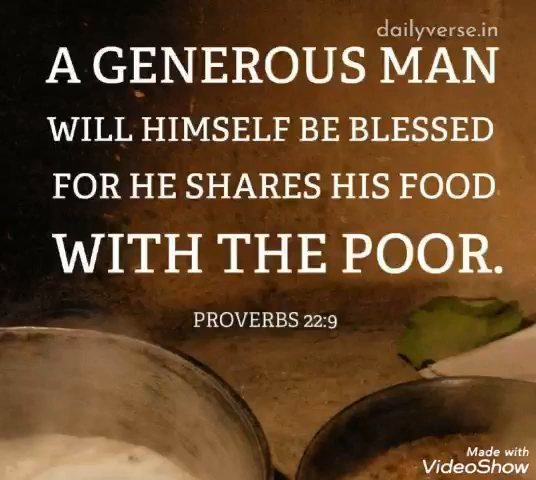 dailyverse.in
A GENEROUS MAN
WILL HIMSELF BE BLESSED
FOR HE SHARES HIS FOOD
WITH THE POOR.
PROVERBS 22:9
Made with
VideoShow